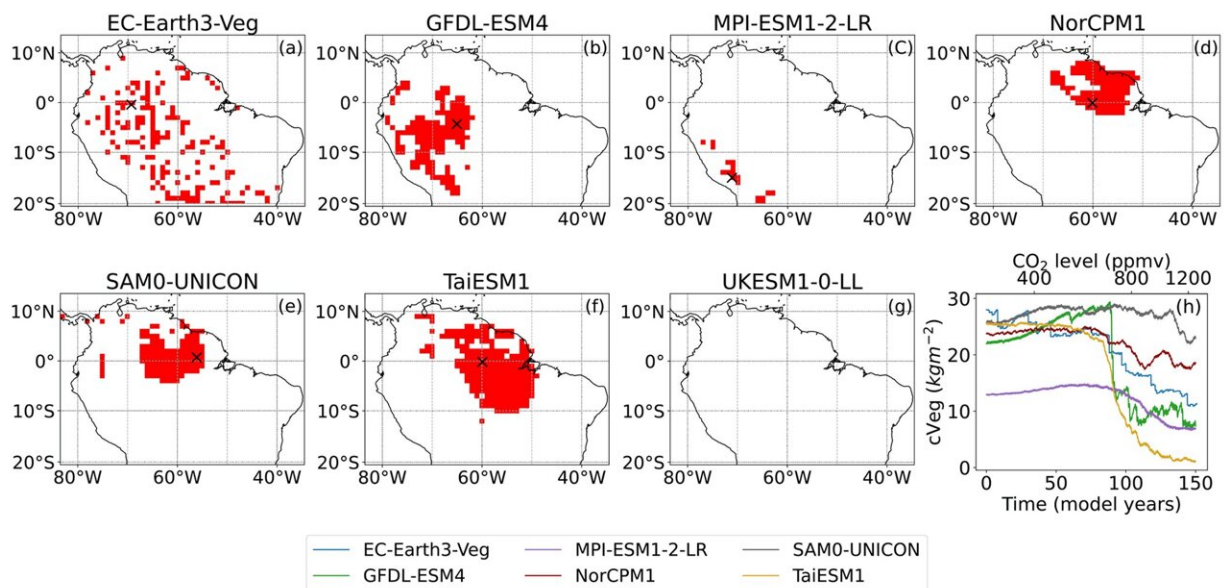 EC-Earth3-Veg
GFDL-ESM4
MPI-ESM1-2-LR
NorCPM1
(a)
(b)
(C)
(d)
10°N
0°
10°S
20°S
80°W 60°W 40°W
10°N
0°
10°S
20°S
80°W 60°W 40°W
10°N
0°
10°S
20°S
80°W 60°W 40°W
10°N
0°
10°S
20°S
80°W 60°W 40°W
SAM0-UNICON
TaiESM1
UKESM1-0-LL
(e)
(f)
(g)
10°N
0°
10°S
20°S
80°W 60°W 40°W
10°N
0°
10°S
20°S
80°W 60°W 40°W
10°N
0°
10°S
20°S
80°W 60°W 40°W
CO2 level (ppmv)
400 800 1200
(h)
30
20
10
0
cVeg (kgm−2)
0 50 100 150
Time (model years)
EC-Earth3-Veg MPI-ESM1-2-LR SAM0-UNICON
GFDL-ESM4 NorCPM1 TaiESM1